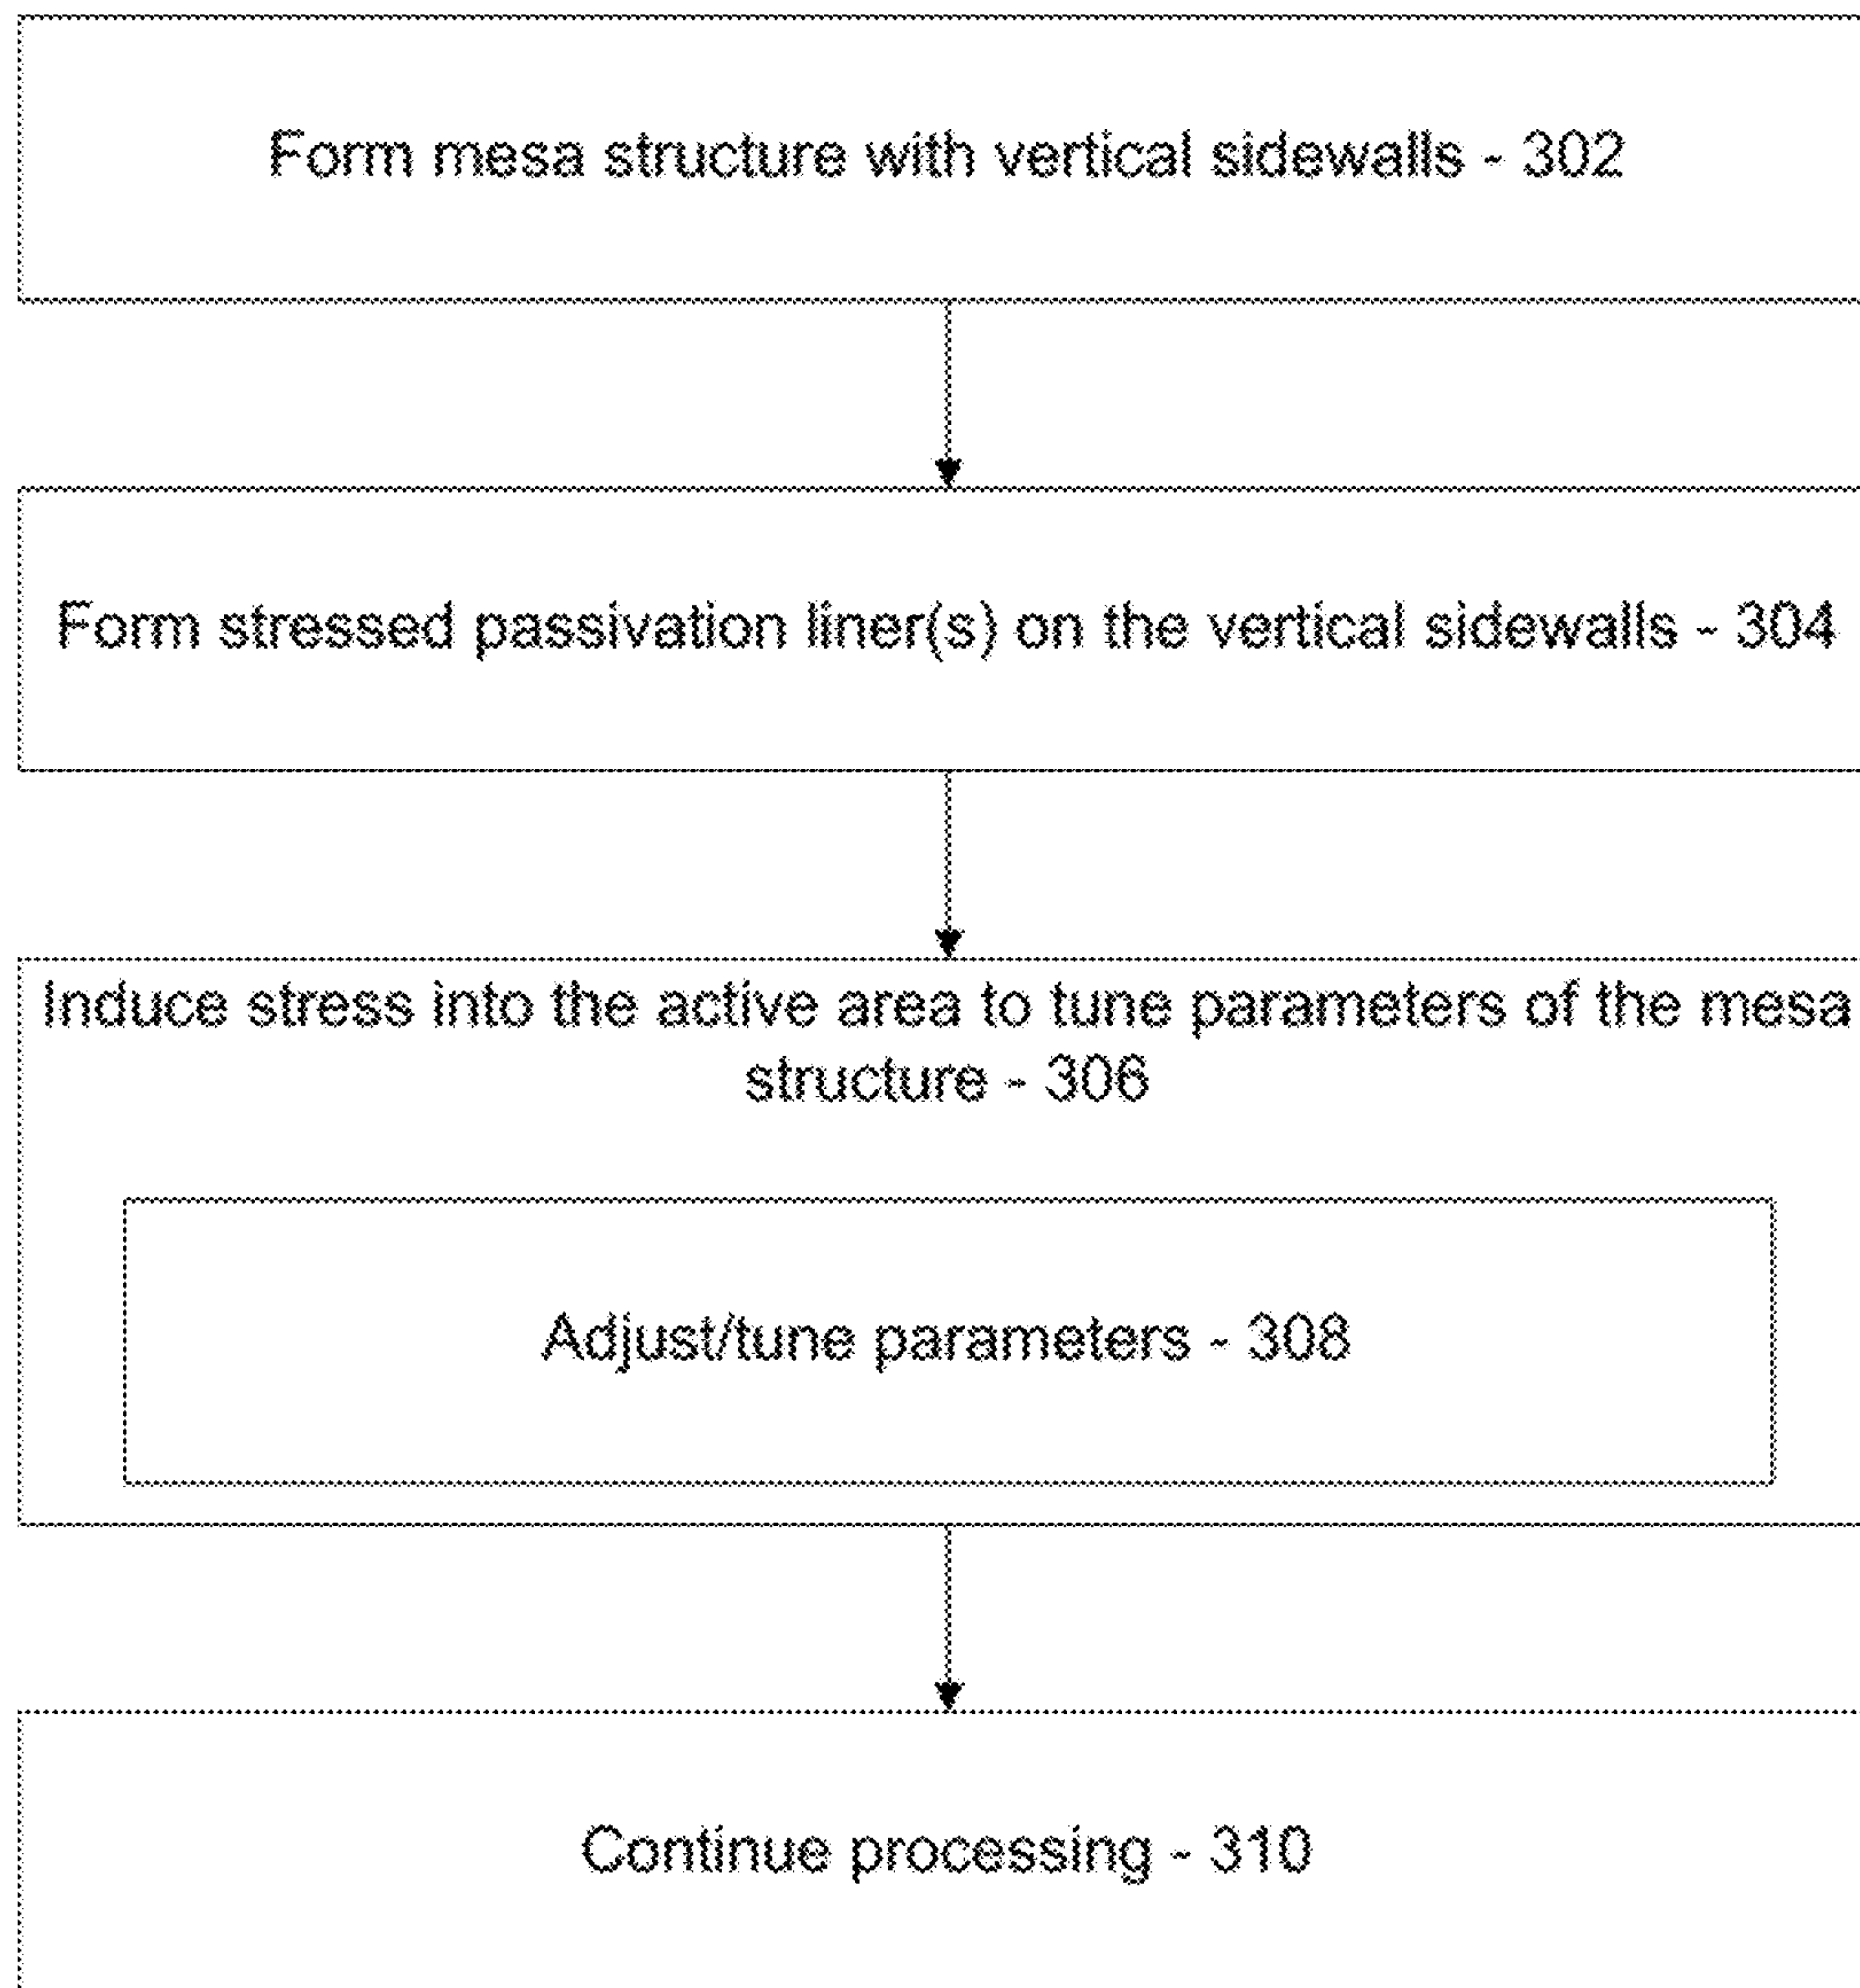 Form mesa structure with vertical sidewalls - 302
Form stressed passivation liner(s) on the vertical sidewalls - 304
Induce stress into the active area to tune parameters of the mesa
structure - 306
Adjust/tune parameters - 308
Continue processing - 310